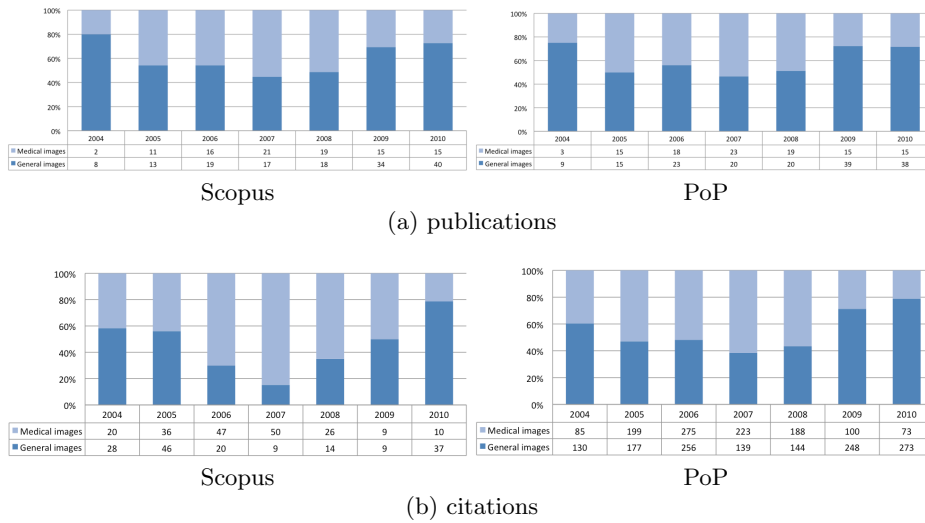 100%
80%
60%
40%
20%
0%
2004 2005 2006 2007 2008 2009 2010
Medical images 2 11 16 21 19 15 15
General images 8 13 19 17 18 34 40
Scopus
100%
80%
60%
40%
20%
0%
2004 2005 2006 2007 2008 2009 2010
Medical images 3 15 18 23 19 15 15
General images 9 15 23 20 20 39 38
PoP
(a) publications
100%
80%
60%
40%
20%
0%
2004 2005 2006 2007 2008 2009 2010
Medical images 20 36 47 50 26 9 10
General images 28 46 20 9 14 9 37
Scopus
100%
80%
60%
40%
20%
0%
2004 2005 2006 2007 2008 2009 2010
Medical images 85 199 275 223 188 100 73
General images 130 177 256 139 144 248 273
PoP
(b) citations